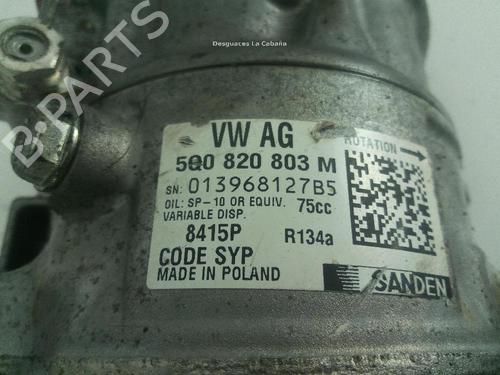 Desguaces La Cabaña
B-PARTS
VW AG
5Q0 820 803 M
SN: 013968127B5
OIL: SP-10 OR EQUIV. 75cc
VARIABLE DISP.
8415P R134a
CODE SYP
MADE IN POLAND
ROTATION
SANDEN